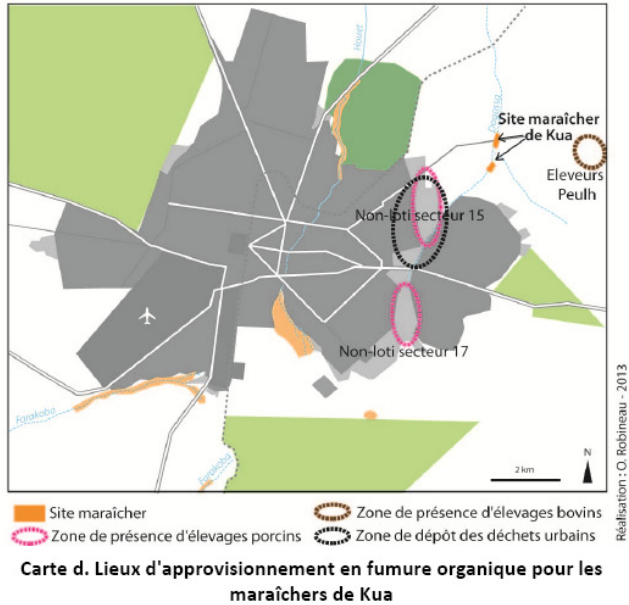 Houet
Dogossa
Site maraîcher
de Kua
Eleveurs
Peulh
Non-loti secteur 15
Non-loti secteur 17
Farakoba
Farakoba
N
2 km
Réalisation : O. Robineau - 2013
Site maraîcher
Zone de présence d'élevages bovins
Zone de présence d'élevages porcins
Zone de dépôt des déchets urbains
Carte d. Lieux d'approvisionnement en fumure organique pour les
maraîchers de Kua